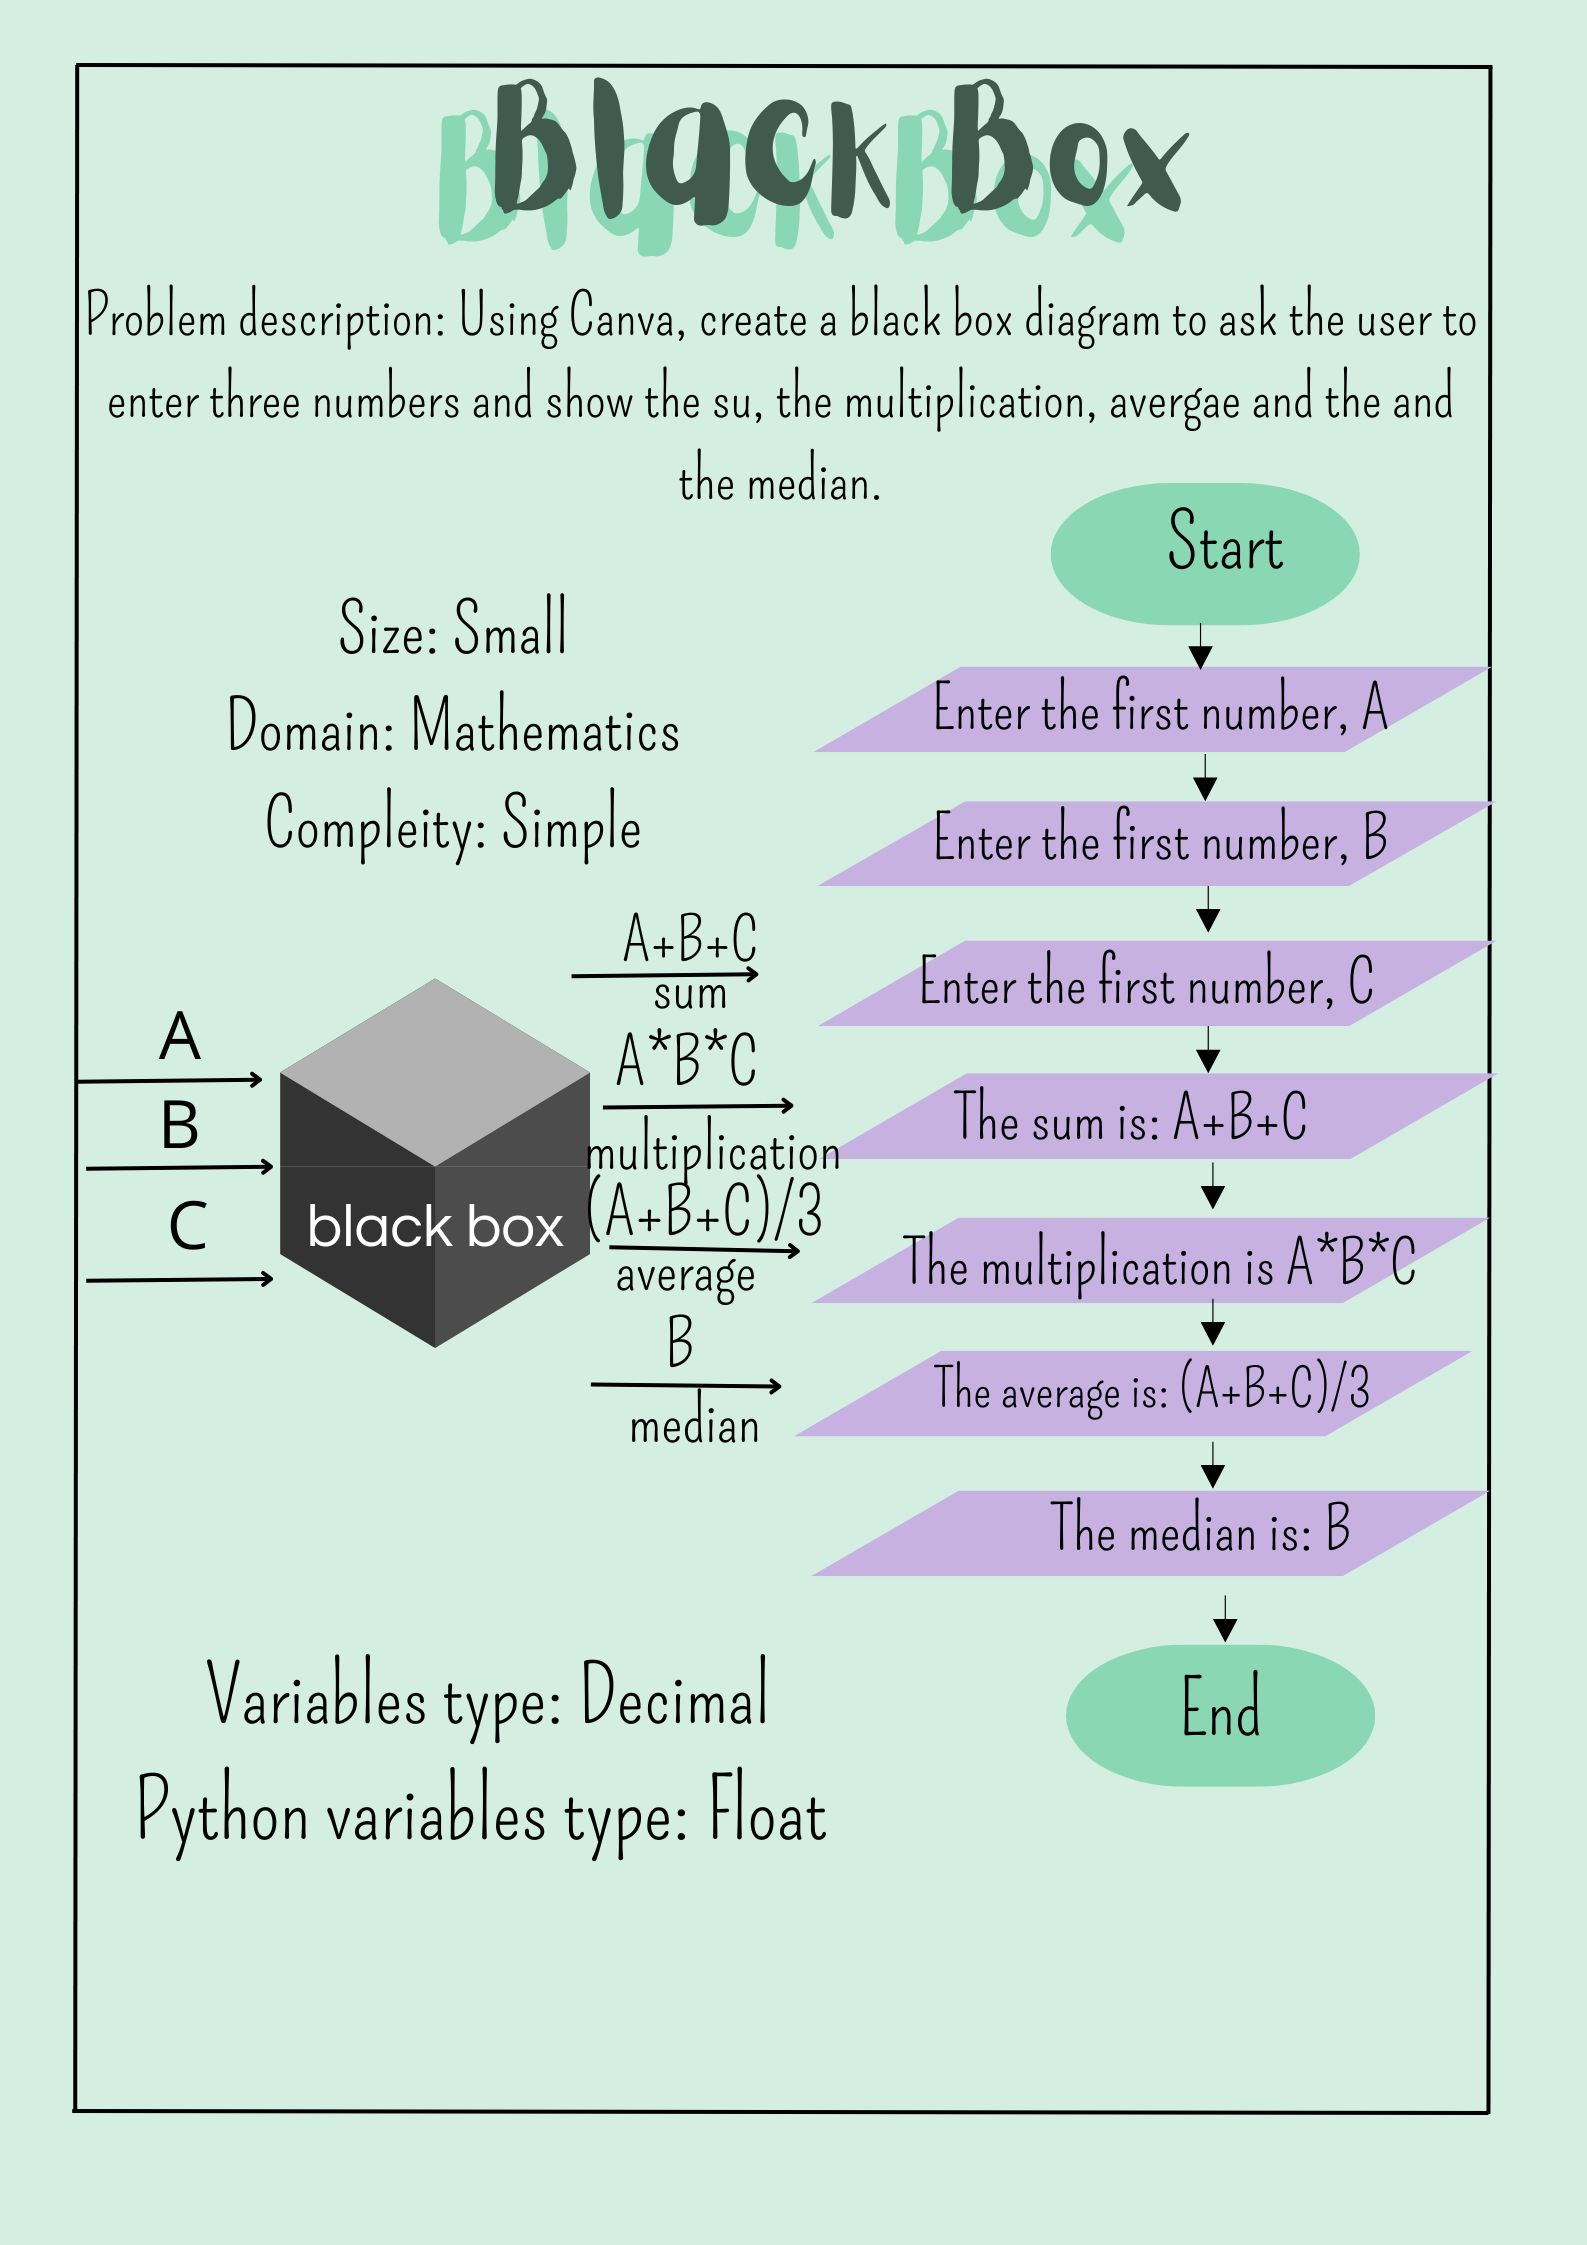 Black Box
Problem description: Using Canva, create a black box diagram to ask the user to
enter three numbers and show the su, the multiplication, avergae and the and
the median.
Size: Small
Domain: Mathematics
Compleity: Simple
A
B
C
black box
A+B+C
sum
A*B*C
multiplication
(A+B+C)/3
average
B
median
Start
Enter the first number, A
Enter the first number, B
Enter the first number, C
The sum is: A+B+C
The multiplication is A*B*C
The average is: (A+B+C)/3
The median is: B
End
Variables type: Decimal
Python variables type: Float